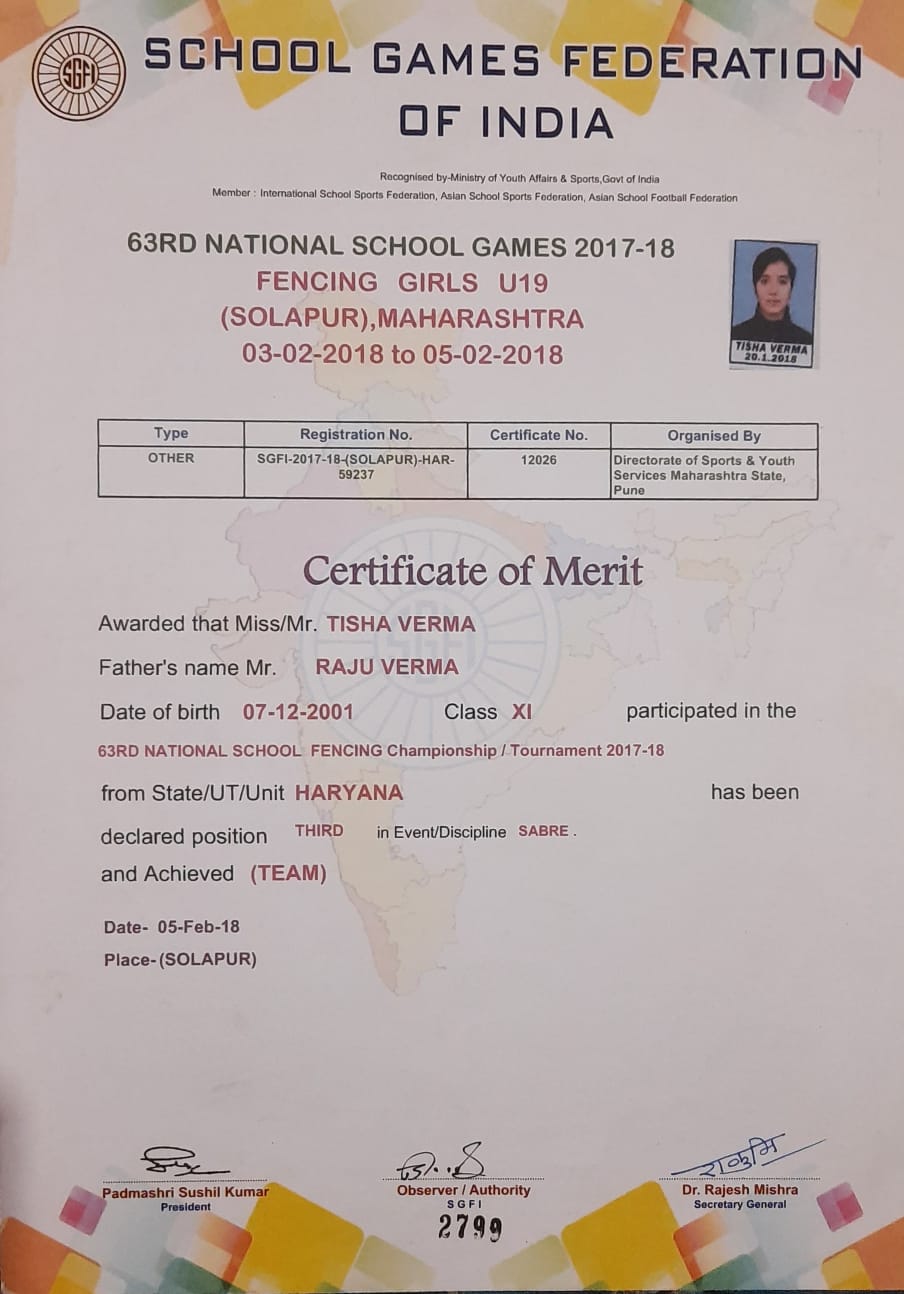 SGFI
SCHOOL GAMES FEDERATION
OF INDIA
Recognised by-Ministry of Youth Affairs & Sports,Govt of India
Member : International School Sports Federation, Asian School Sports Federation, Asian School Football Federation
63RD NATIONAL SCHOOL GAMES 2017-18
FENCING GIRLS U19
(SOLAPUR),MAHARASHTRA
03-02-2018 to 05-02-2018
TISHA VERMA
20.1.2018
Type Registration No. Certificate No. Organised By
OTHER SGFI-2017-18-(SOLAPUR)-HAR- 12026 Directorate of Sports & Youth
59237 Services Maharashtra State,
Pune
Certificate of Merit
SGFI
Awarded that Miss/Mr. TISHA VERMA
Father's name Mr. RAJU VERMA
Date of birth 07-12-2001 Class XI participated in the
63RD NATIONAL SCHOOL FENCING Championship / Tournament 2017-18
from State/UT/Unit HARYANA has been
declared position THIRD in Event/Discipline SABRE .
and Achieved (TEAM)
Date- 05-Feb-18
Place-(SOLAPUR)
Padmashri Sushil Kumar Observer / Authority Dr. Rajesh Mishra
President SGFI Secretary General
2799